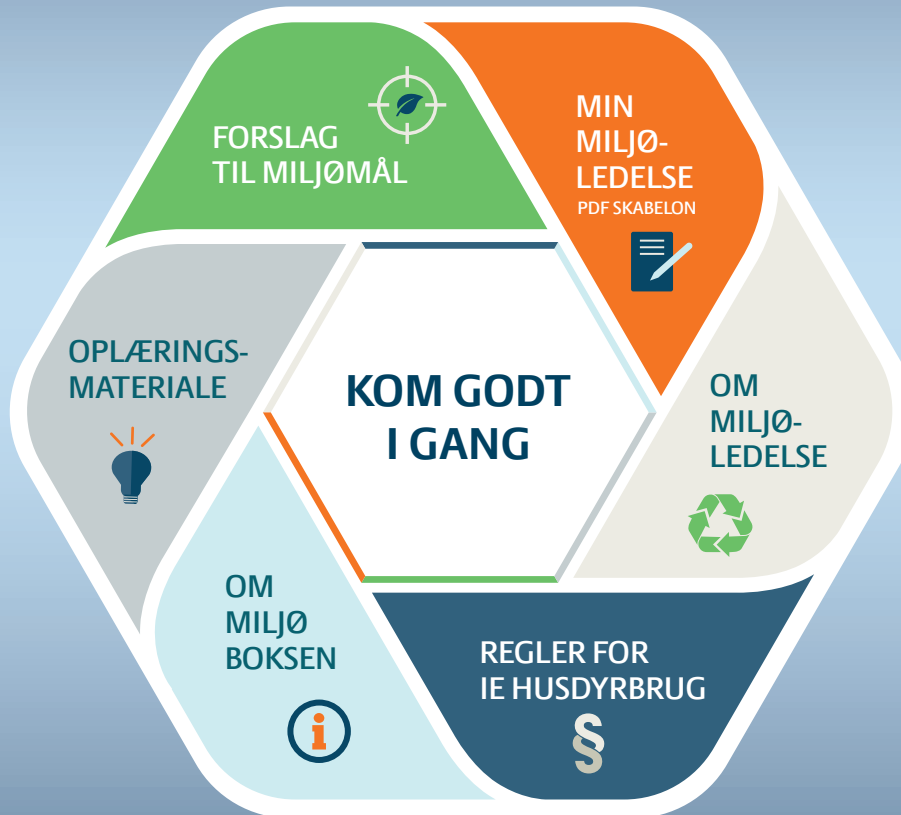 FORSLAG
TIL MILJØMÅL
MIN
MILJØ-
LEDELSE
PDF SKABELON
OPLÆRINGS-
MATERIALE
KOM GODT
I GANG
OM
MILJØ-
LEDELSE
OM
MILJØ
BOKSEN
REGLER FOR
IE HUSDYRBRUG
§
i